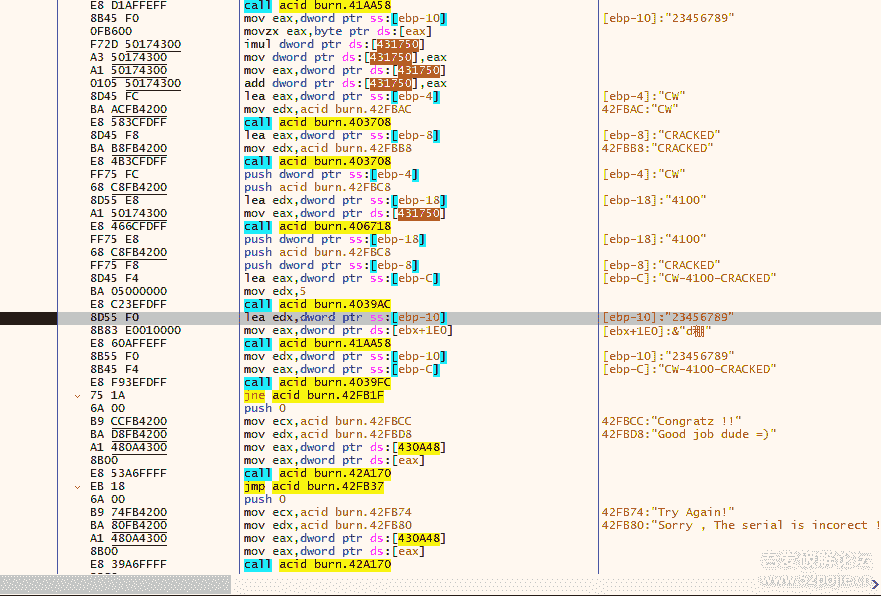 E8 D1AFFEFF call acid burn.41AA58
8B45 F0 mov eax,dword ptr ss:[ebp-10] [ebp-10]:"23456789"
0FB600 movzx eax,byte ptr ds:[eax]
F72D 50174300 imul dword ptr ds:[431750]
A3 50174300 mov dword ptr ds:[431750],eax
A1 50174300 mov eax,dword ptr ds:[431750]
0105 50174300 add dword ptr ds:[431750],eax
8D45 FC lea eax,dword ptr ss:[ebp-4] [ebp-4]:"CW"
BA ACFB4200 mov edx,acid burn.42FBAC 42FBAC:"CW"
E8 583CFDFF call acid burn.403708
8D45 F8 lea eax,dword ptr ss:[ebp-8] [ebp-8]:"CRACKED"
BA B8FB4200 mov edx,acid burn.42FBB8 42FBB8:"CRACKED"
E8 4B3CFDFF call acid burn.403708
FF75 FC push dword ptr ss:[ebp-4] [ebp-4]:"CW"
68 C8FB4200 push acid burn.42FBC8
8D55 E8 lea edx,dword ptr ss:[ebp-18] [ebp-18]:"4100"
A1 50174300 mov eax,dword ptr ds:[431750]
E8 466CFDFF call acid burn.406718
FF75 E8 push dword ptr ss:[ebp-18] [ebp-18]:"4100"
68 C8FB4200 push acid burn.42FBC8
FF75 F8 push dword ptr ss:[ebp-8] [ebp-8]:"CRACKED"
8D45 F4 lea eax,dword ptr ss:[ebp-C] [ebp-C]:"CW-4100-CRACKED"
BA 05000000 mov edx,5
E8 C23EFDFF call acid burn.4039AC
8D55 F0 lea edx,dword ptr ss:[ebp-10] [ebp-10]:"23456789"
8B83 E0010000 mov eax,dword ptr ds:[ebx+1E0] [ebx+1E0]:&"d
E8 60AFFEFF call acid burn.41AA58
8B55 F0 mov edx,dword ptr ss:[ebp-10] [ebp-10]:"23456789"
8B45 F4 mov eax,dword ptr ss:[ebp-C] [ebp-C]:"CW-4100-CRACKED"
E8 F93EFDFF call acid burn.4039FC
75 1A jne acid burn.42FB1F
6A 00 push 0
B9 CCFB4200 mov ecx,acid burn.42FBCC 42FBCC:"Congratz !!"
BA D8FB4200 mov edx,acid burn.42FBD8 42FBD8:"Good job dude =)"
A1 480A4300 mov eax,dword ptr ds:[430A48]
8B00 mov eax,dword ptr ds:[eax]
E8 53A6FFFF call acid burn.42A170
EB 18 jmp acid burn.42FB37
6A 00 push 0
B9 74FB4200 mov ecx,acid burn.42FB74 42FB74:"Try Again!"
BA 80FB4200 mov edx,acid burn.42FB80 42FB80:"Sorry , The serial is incorect !
A1 480A4300 mov eax,dword ptr ds:[430A48]
8B00 mov eax,dword ptr ds:[eax]
E8 39A6FFFF call acid burn.42A170
吾爱破解论坛
www.52pojie.cn